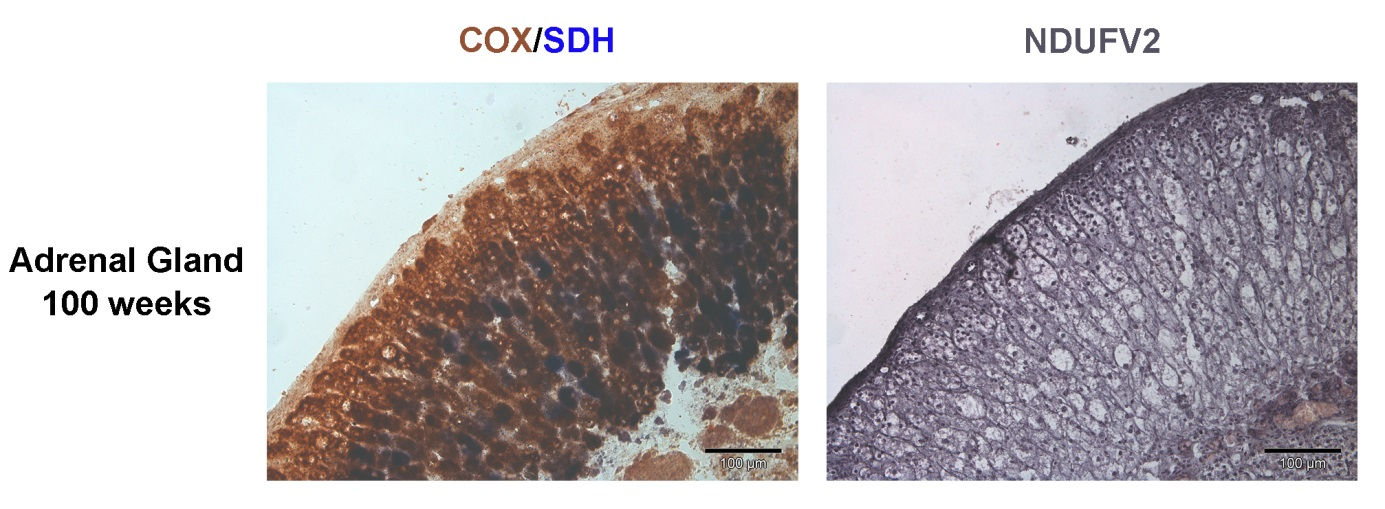 COX/SDH
NDUFV2
Adrenal Gland
100 weeks
100 µm
100 µm